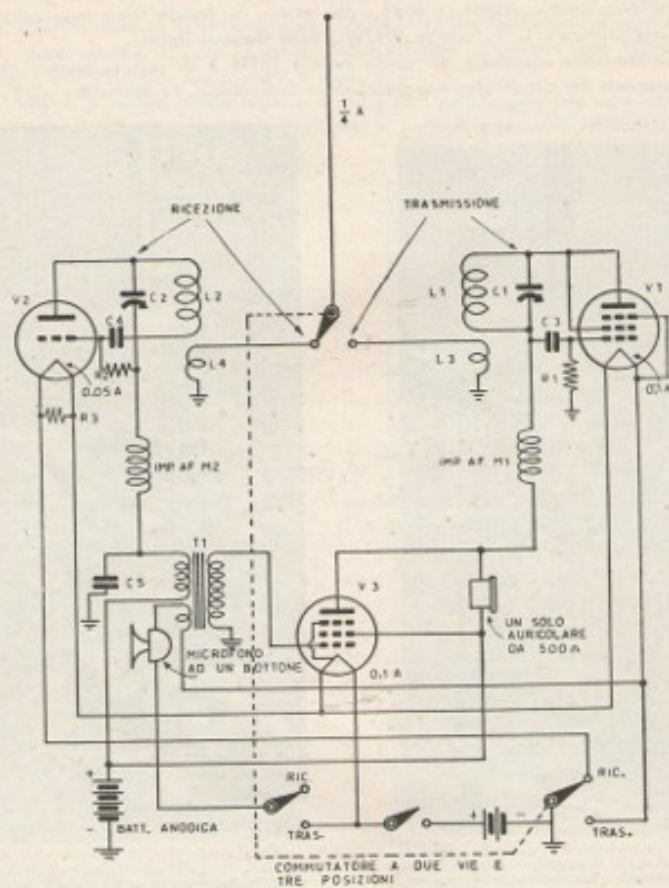 1/4 λ
RICEZIONE
TRASMISSIONE
V2
C2
L2
C4
R2
0.05 A
R3
L4
L1
C1
V1
C3
L3
R1
0,1 A
IMP. AF. M2
IMP. AF. M1
T1
C5
V3
MICROFONO
AD UN BOTTONE
0,1 A
UN SOLO
AURICOLARE
DA 500 Ω
+
-
BATT. ANODICA
RIC.
TRAS-
+
-
RIC.
TRAS.
COMMUTATORE A DUE VIE E
TRE POSIZIONI